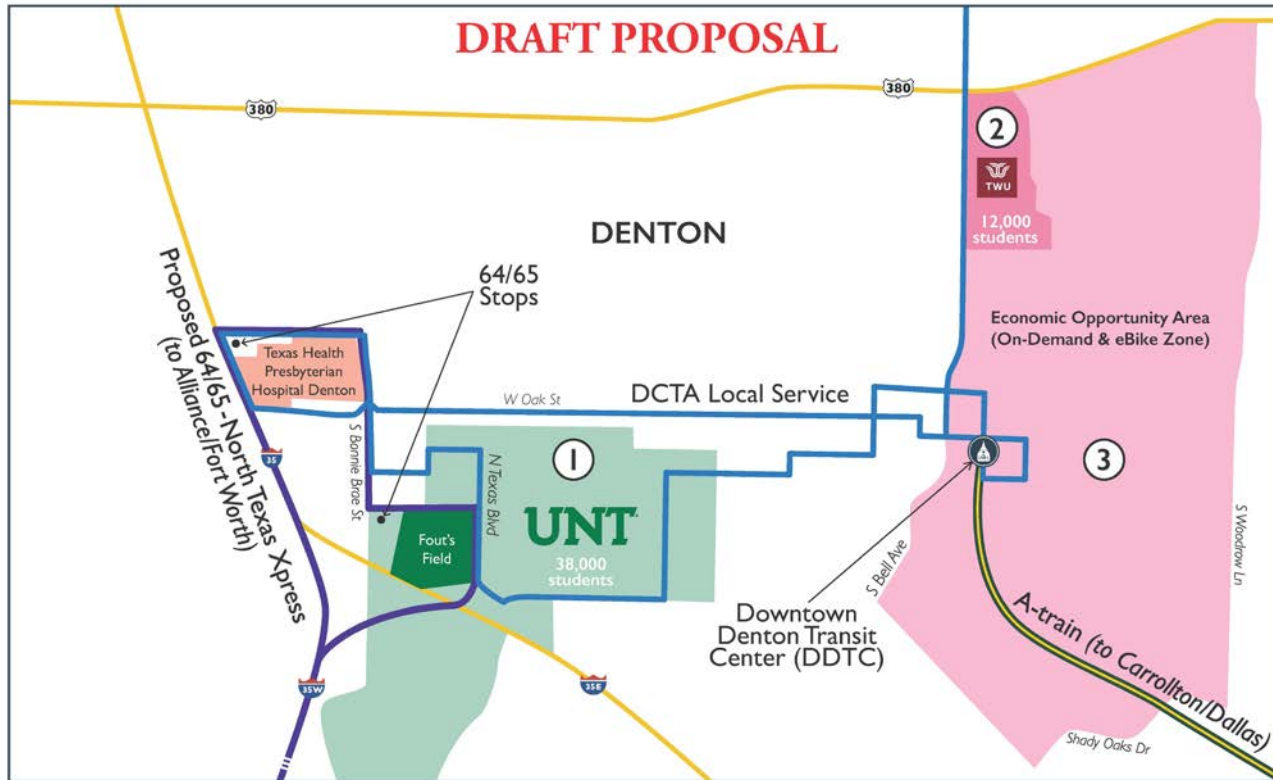 DRAFT PROPOSAL
380
380
2
TWU
12,000
students
DENTON
64/65
Stops
Proposed 64/65-North Texas Xpress
(to Alliance/Fort Worth)
Texas Health
Presbyterian
Hospital Denton
Economic Opportunity Area
(On-Demand & eBike Zone)
W Oak St
DCTA Local Service
35
S Bonnie Brae St
N Texas Blvd
1
3
UNT
38,000
students
Fout's
Field
S Bell Ave
S Woodrow Ln
Downtown
Denton Transit
Center (DDTC)
A-train (to Carrollton/Dallas)
35W
35E
Shady Oaks Dr